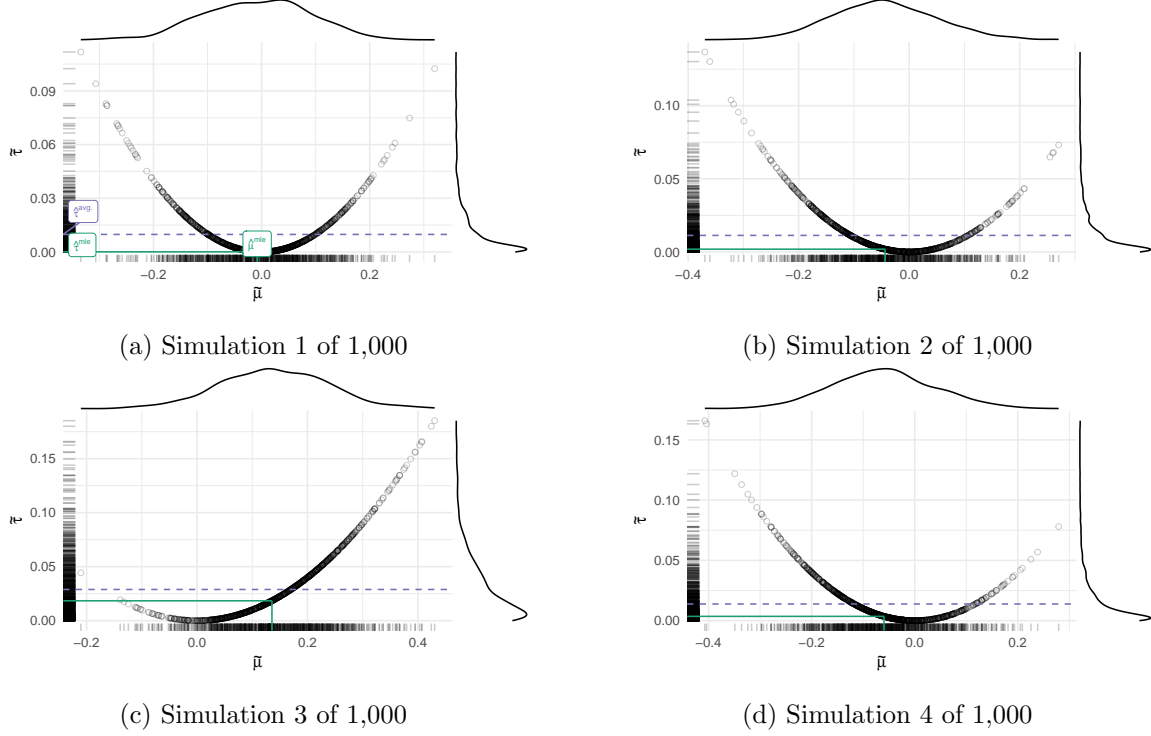 0.09
0.06
0.03
0.00
τ̃
τ̂avg.
τ̂mle
μ̂mle
−0.2
0.0
0.2
μ̃
(a) Simulation 1 of 1,000
0.10
0.05
0.00
τ̃
−0.4
−0.2
0.0
0.2
μ̃
(b) Simulation 2 of 1,000
0.15
0.10
0.05
0.00
τ̃
−0.2
0.0
0.2
0.4
μ̃
(c) Simulation 3 of 1,000
0.15
0.10
0.05
0.00
τ̃
−0.4
−0.2
0.0
0.2
μ̃
(d) Simulation 4 of 1,000